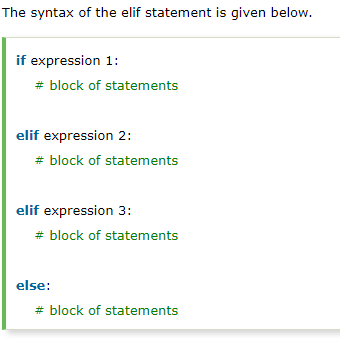 The syntax of the elif statement is given below.
if expression 1:
# block of statements
elif expression 2:
# block of statements
elif expression 3:
# block of statements
else:
# block of statements